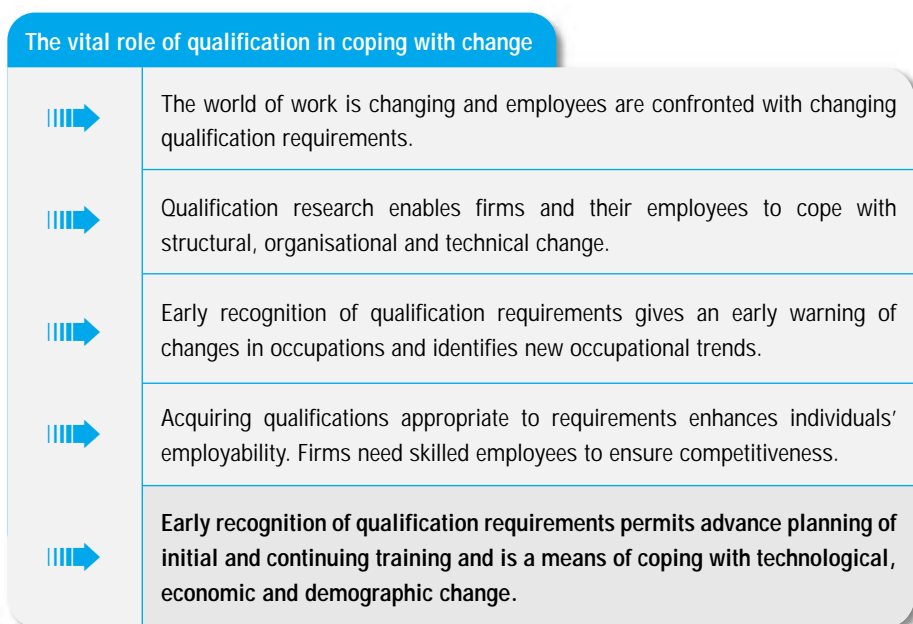 The vital role of qualification in coping with change
The world of work is changing and employees are confronted with changing
qualification requirements.
Qualification research enables firms and their employees to cope with
structural, organisational and technical change.
Early recognition of qualification requirements gives an early warning of
changes in occupations and identifies new occupational trends.
Acquiring qualifications appropriate to requirements enhances individuals’
employability. Firms need skilled employees to ensure competitiveness.
Early recognition of qualification requirements permits advance planning of
initial and continuing training and is a means of coping with technological,
economic and demographic change.